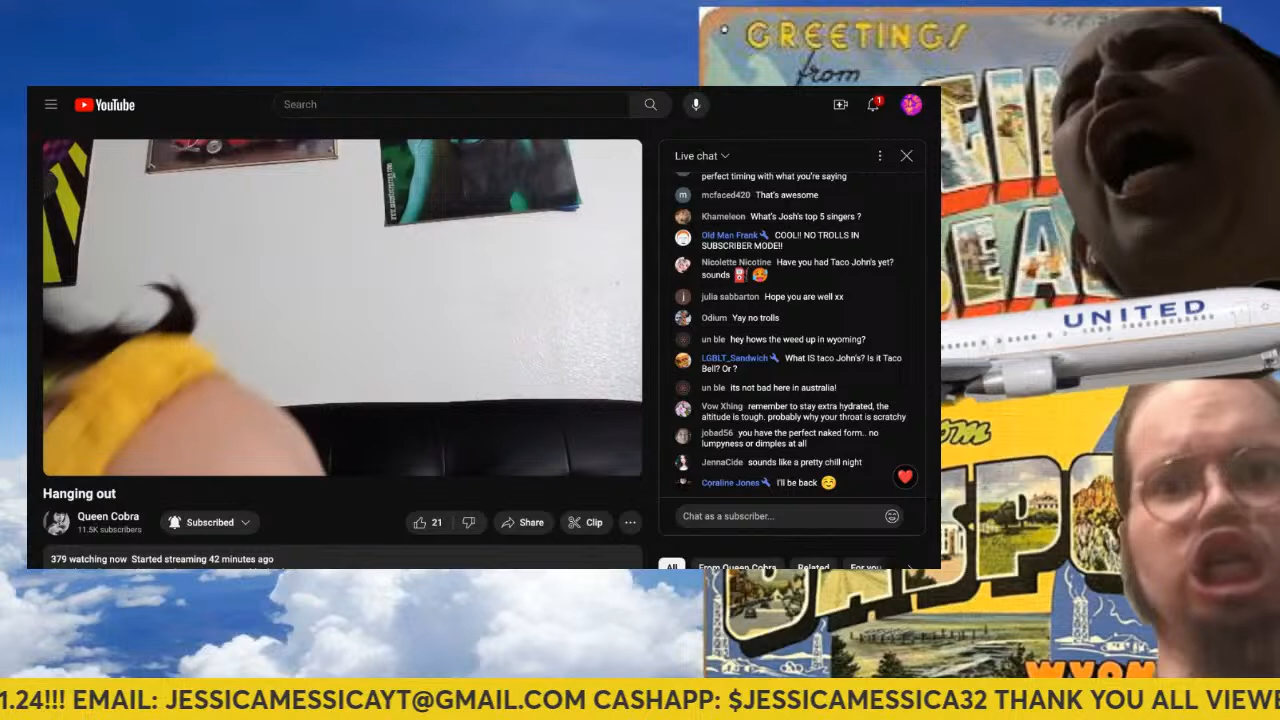 GREETINGS
from
YouTube
Search
1
Live chat
perfect timing with what you're saying
mcfaced420 That's awesome
Khameleon What's Josh's top 5 singers ?
Old Man Frank COOL!! NO TROLLS IN
SUBSCRIBER MODE!!
Nicolette Nicotine Have you had Taco John's yet?
sounds
julia sabbarton Hope you are well xx
Odium Yay no trolls
un ble hey hows the weed up in wyoming?
LGBLT_Sandwich What IS taco John's? Is it Taco
Bell? Or ?
un ble its not bad here in australia!
Vow Xhing remember to stay extra hydrated, the
altitude is tough. probably why your throat is scratchy
jobad56 you have the perfect naked form.. no
lumpyness or dimples at all
JennaCide sounds like a pretty chill night
Coraline Jones I'll be back
Chat as a subscriber...
UNITED
Hanging out
Queen Cobra
11.5K subscribers
Subscribed
21
Share
Clip
379 watching now Started streaming 42 minutes ago
All
From Queen Cobra
Related
For you
1.24!!! EMAIL: JESSICAMESSICAYT@GMAIL.COM CASHAPP: $JESSICAMESSICA32 THANK YOU ALL VIEWE